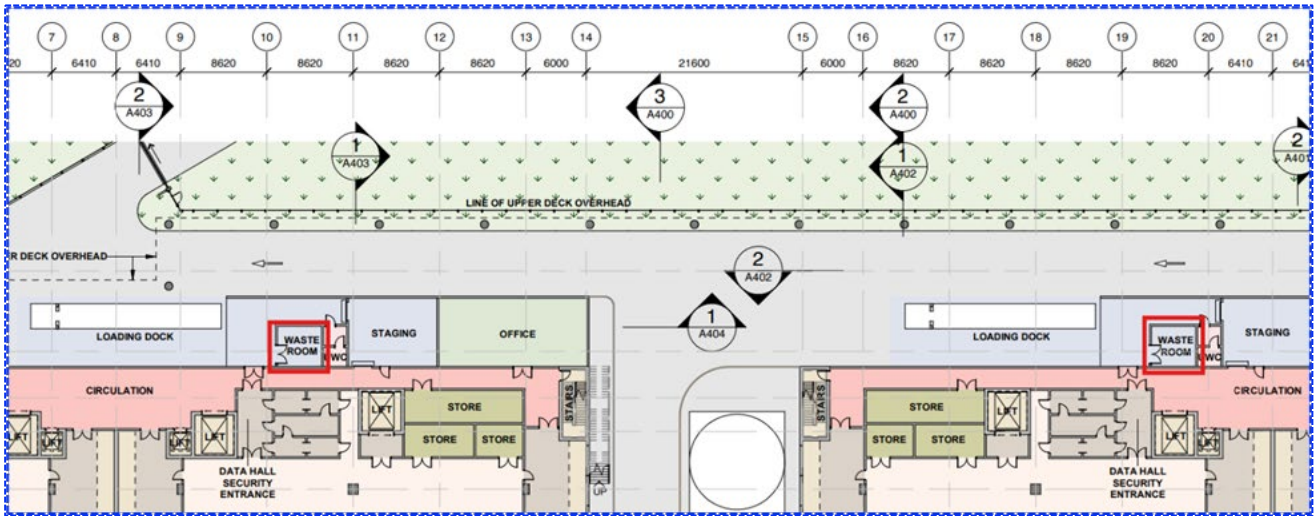 7 8 9 10 11 12 13 14 15 16 17 18 19 20 21
20 6410 6410 8620 8620 8620 8620 6000 21600 6000 8620 8620 8620 8620 6410 641
2
A403
3
A400
2
A400
1
A403
1
A402
2
A401
LINE OF UPPER DECK OVERHEAD
R DECK OVERHEAD
2
A402
1
A404
LOADING DOCK
WASTE
ROOM
WC
STAGING
OFFICE
LOADING DOCK
WASTE
ROOM
WC
STAGING
CIRCULATION
STAIRS
STAIRS
CIRCULATION
LIFT
STORE
STORE
LIFT
LIFT
LIFT
LIFT
LIFT
STORE
STORE
STORE
STORE
LIFT
LIFT
DATA HALL
SECURITY
ENTRANCE
UP
DATA HALL
SECURITY
ENTRANCE